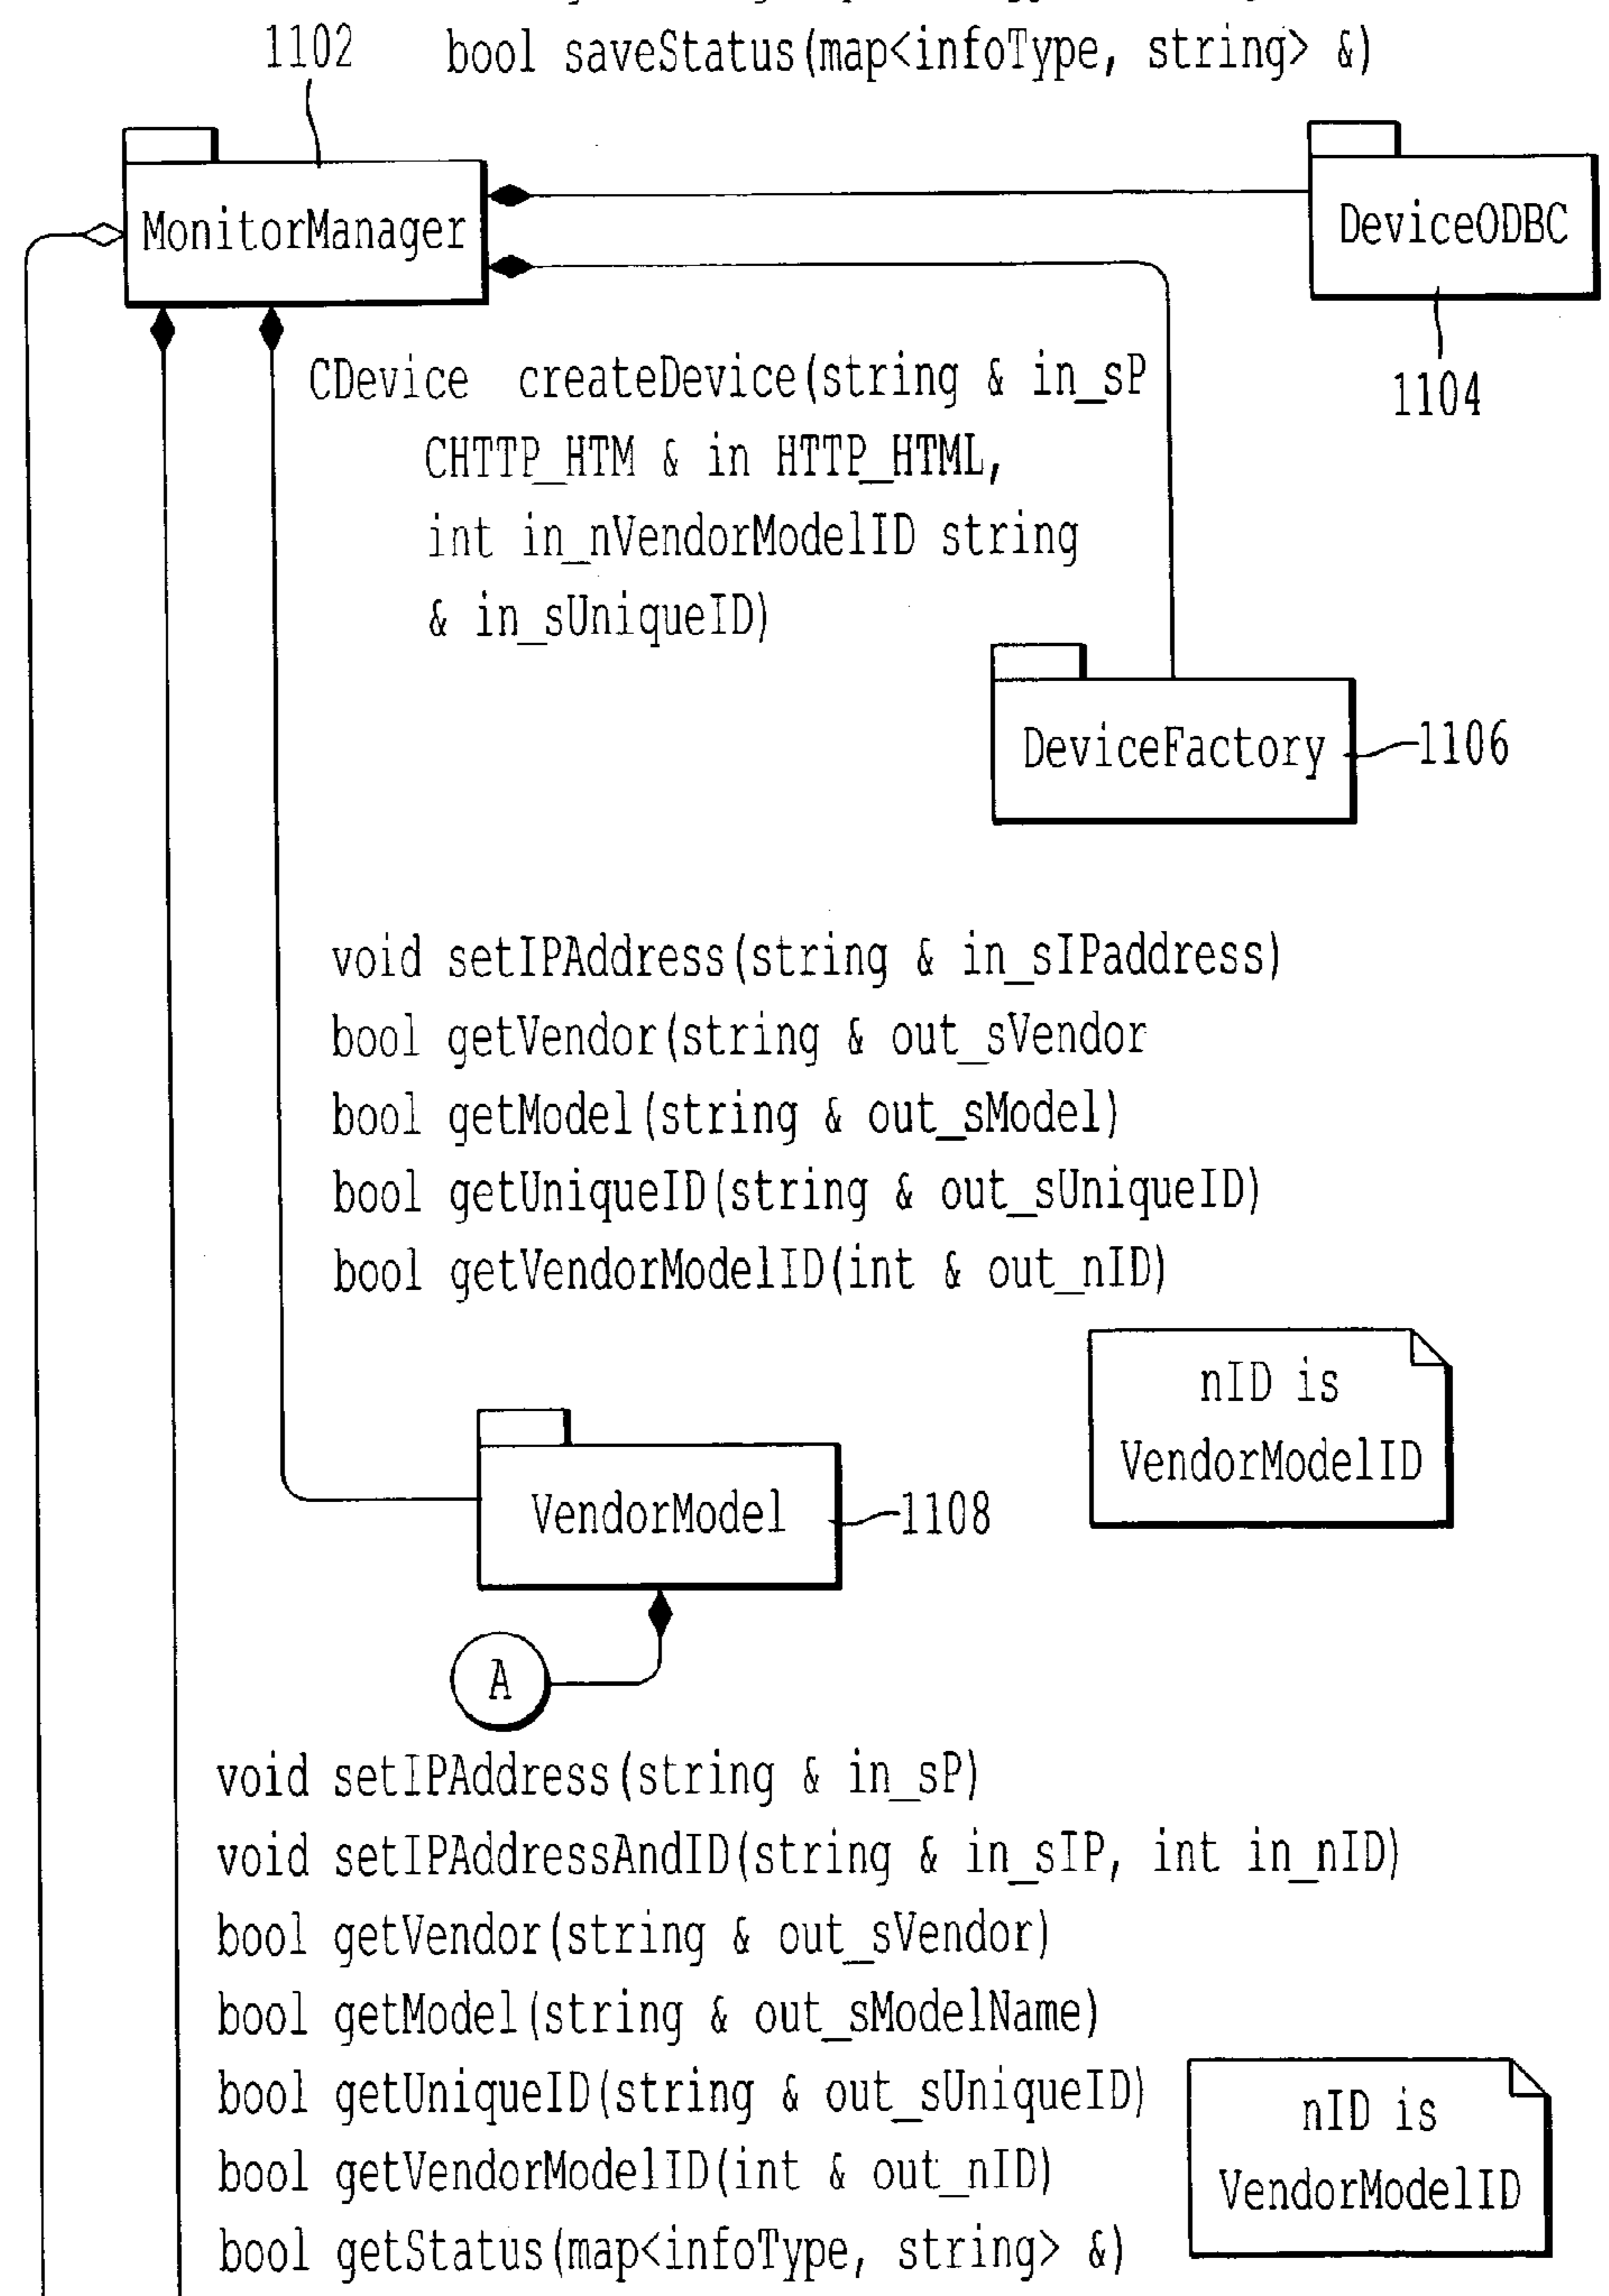 1102
bool saveStatus(map<infoType, string> &)
MonitorManager
DeviceODBC
1104
CDevice createDevice(string & in_sP
CHTTP_HTM & in HTTP_HTML,
int in_nVendorModelID string
& in_sUniqueID)
DeviceFactory
1106
void setIPAddress(string & in_sIPaddress)
bool getVendor(string & out_sVendor
bool getModel(string & out_sModel)
bool getUniqueID(string & out_sUniqueID)
bool getVendorModelID(int & out_nID)
nID is
VendorModelID
VendorModel
1108
A
void setIPAddress(string & in_sP)
void setIPAddressAndID(string & in_sIP, int in_nID)
bool getVendor(string & out_sVendor)
bool getModel(string & out_sModelName)
bool getUniqueID(string & out_sUniqueID)
bool getVendorModelID(int & out_nID)
bool getStatus(map<infoType, string> &)
nID is
VendorModelID